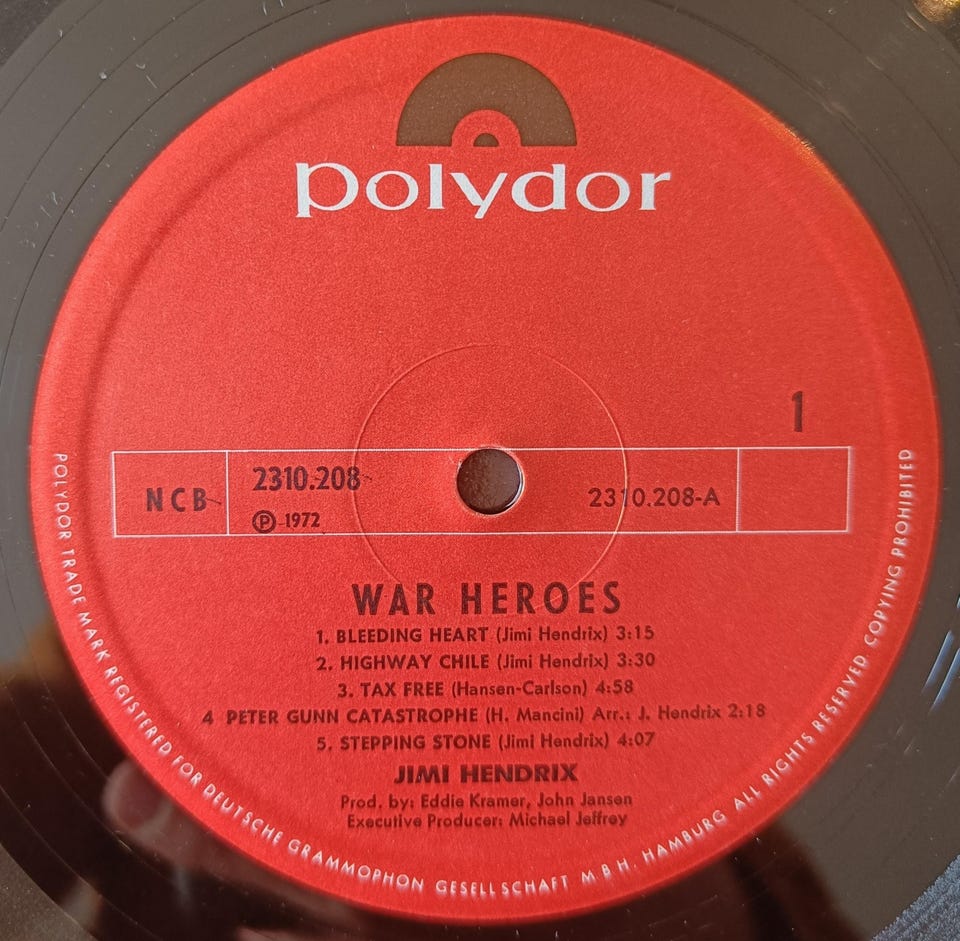 polydor
1
NCB
2310.208
Ⓟ 1972
2310.208-A
WAR HEROES
1. BLEEDING HEART (Jimi Hendrix) 3:15
2. HIGHWAY CHILE (Jimi Hendrix) 3:30
3. TAX FREE (Hansen-Carlson) 4:58
4 PETER GUNN CATASTROPHE (H. Mancini) Arr.: J. Hendrix 2:18
5. STEPPING STONE (Jimi Hendrix) 4:07
JIMI HENDRIX
Prod. by: Eddie Kramer, John Jansen
Executive Producer: Michael Jeffrey
POLYDOR TRADE MARK REGISTERED FOR DEUTSCHE GRAMMOPHON GESELLSCHAFT M B H. HAMBURG ALL RIGHTS RESERVED COPYING PROHIBITED